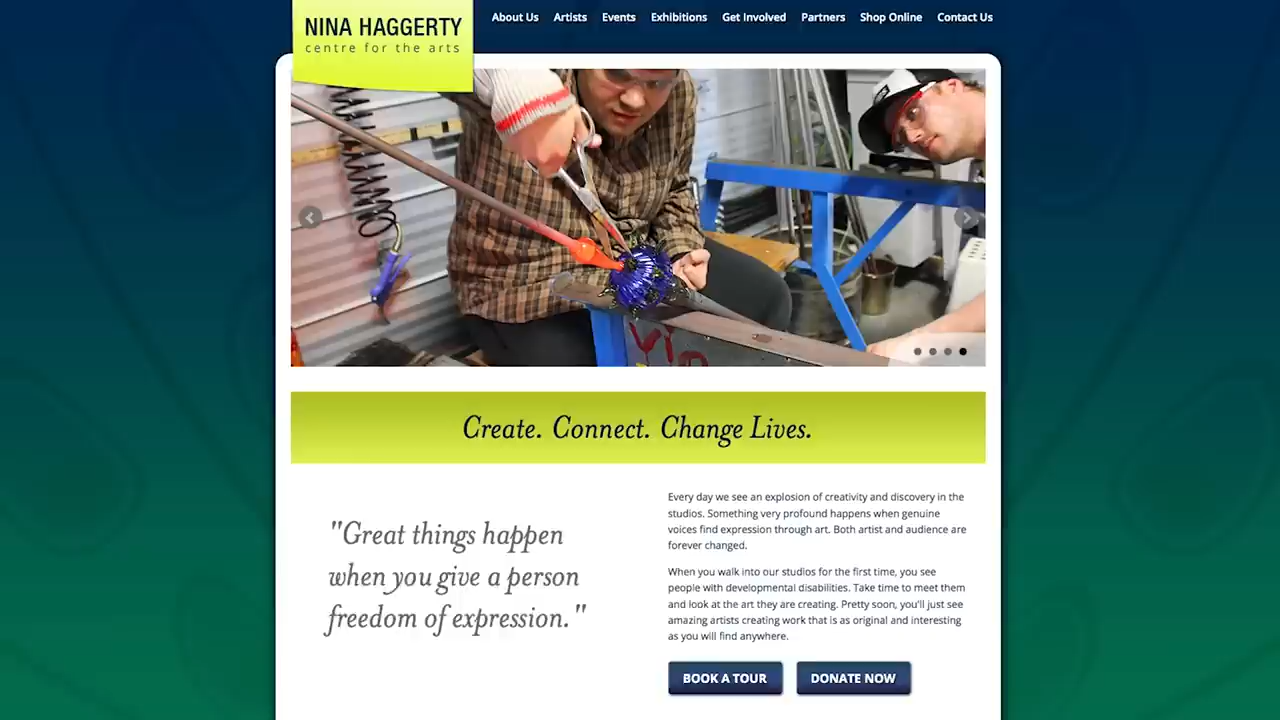 NINA HAGGERTY
centre for the arts
About Us Artists Events Exhibitions Get Involved Partners Shop Online Contact Us
Create. Connect. Change Lives.
"Great things happen
when you give a person
freedom of expression."
Every day we see an explosion of creativity and discovery in the
studios. Something very profound happens when genuine
voices find expression through art. Both artist and audience are
forever changed.
When you walk into our studios for the first time, you see
people with developmental disabilities. Take time to meet them
and look at the art they are creating. Pretty soon, you'll just see
amazing artists creating work that is as original and interesting
as you will find anywhere.
BOOK A TOUR DONATE NOW